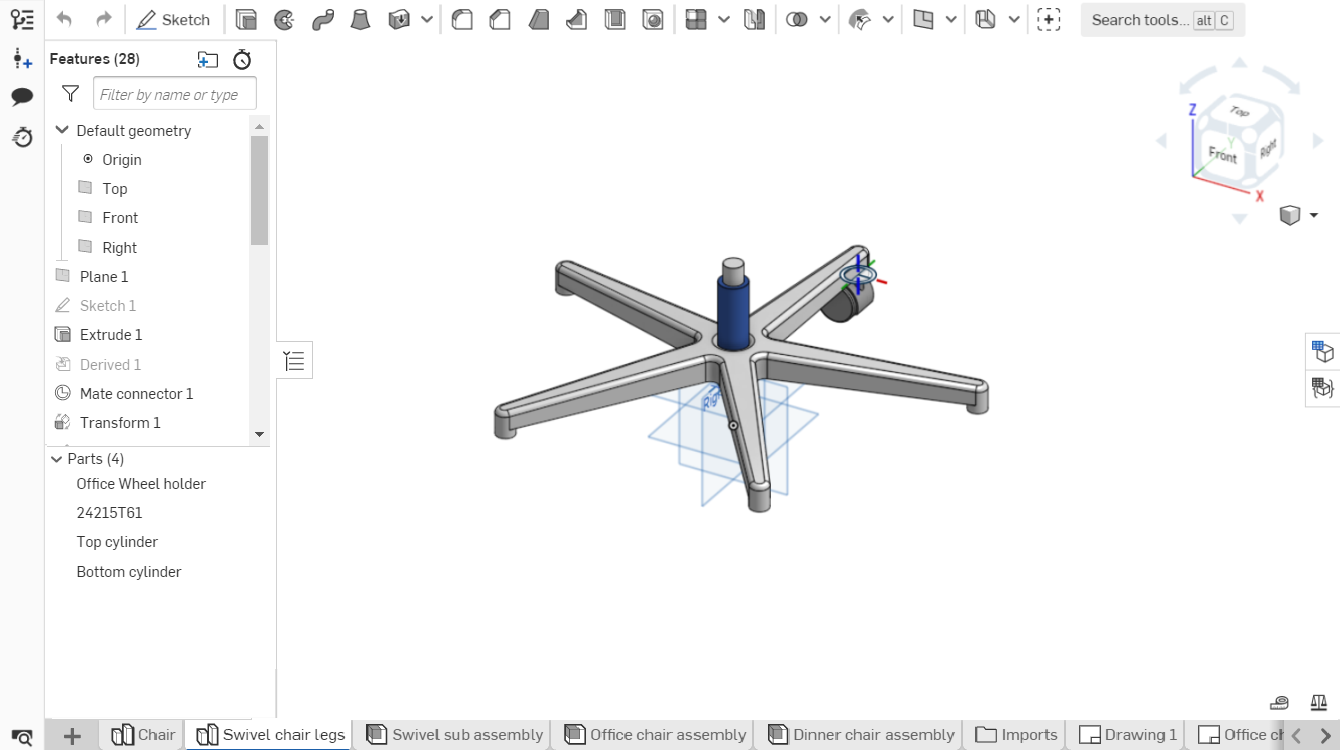 Sketch
Search tools... alt C
Features (28)
Filter by name or type
Default geometry
Origin
Top
Front
Right
Plane 1
Sketch 1
Extrude 1
Derived 1
Mate connector 1
Transform 1
Parts (4)
Office Wheel holder
24215T61
Top cylinder
Bottom cylinder
Z
Top
Y
Front
Right
X
Chair
Swivel chair legs
Swivel sub assembly
Office chair assembly
Dinner chair assembly
Imports
Drawing 1
Office